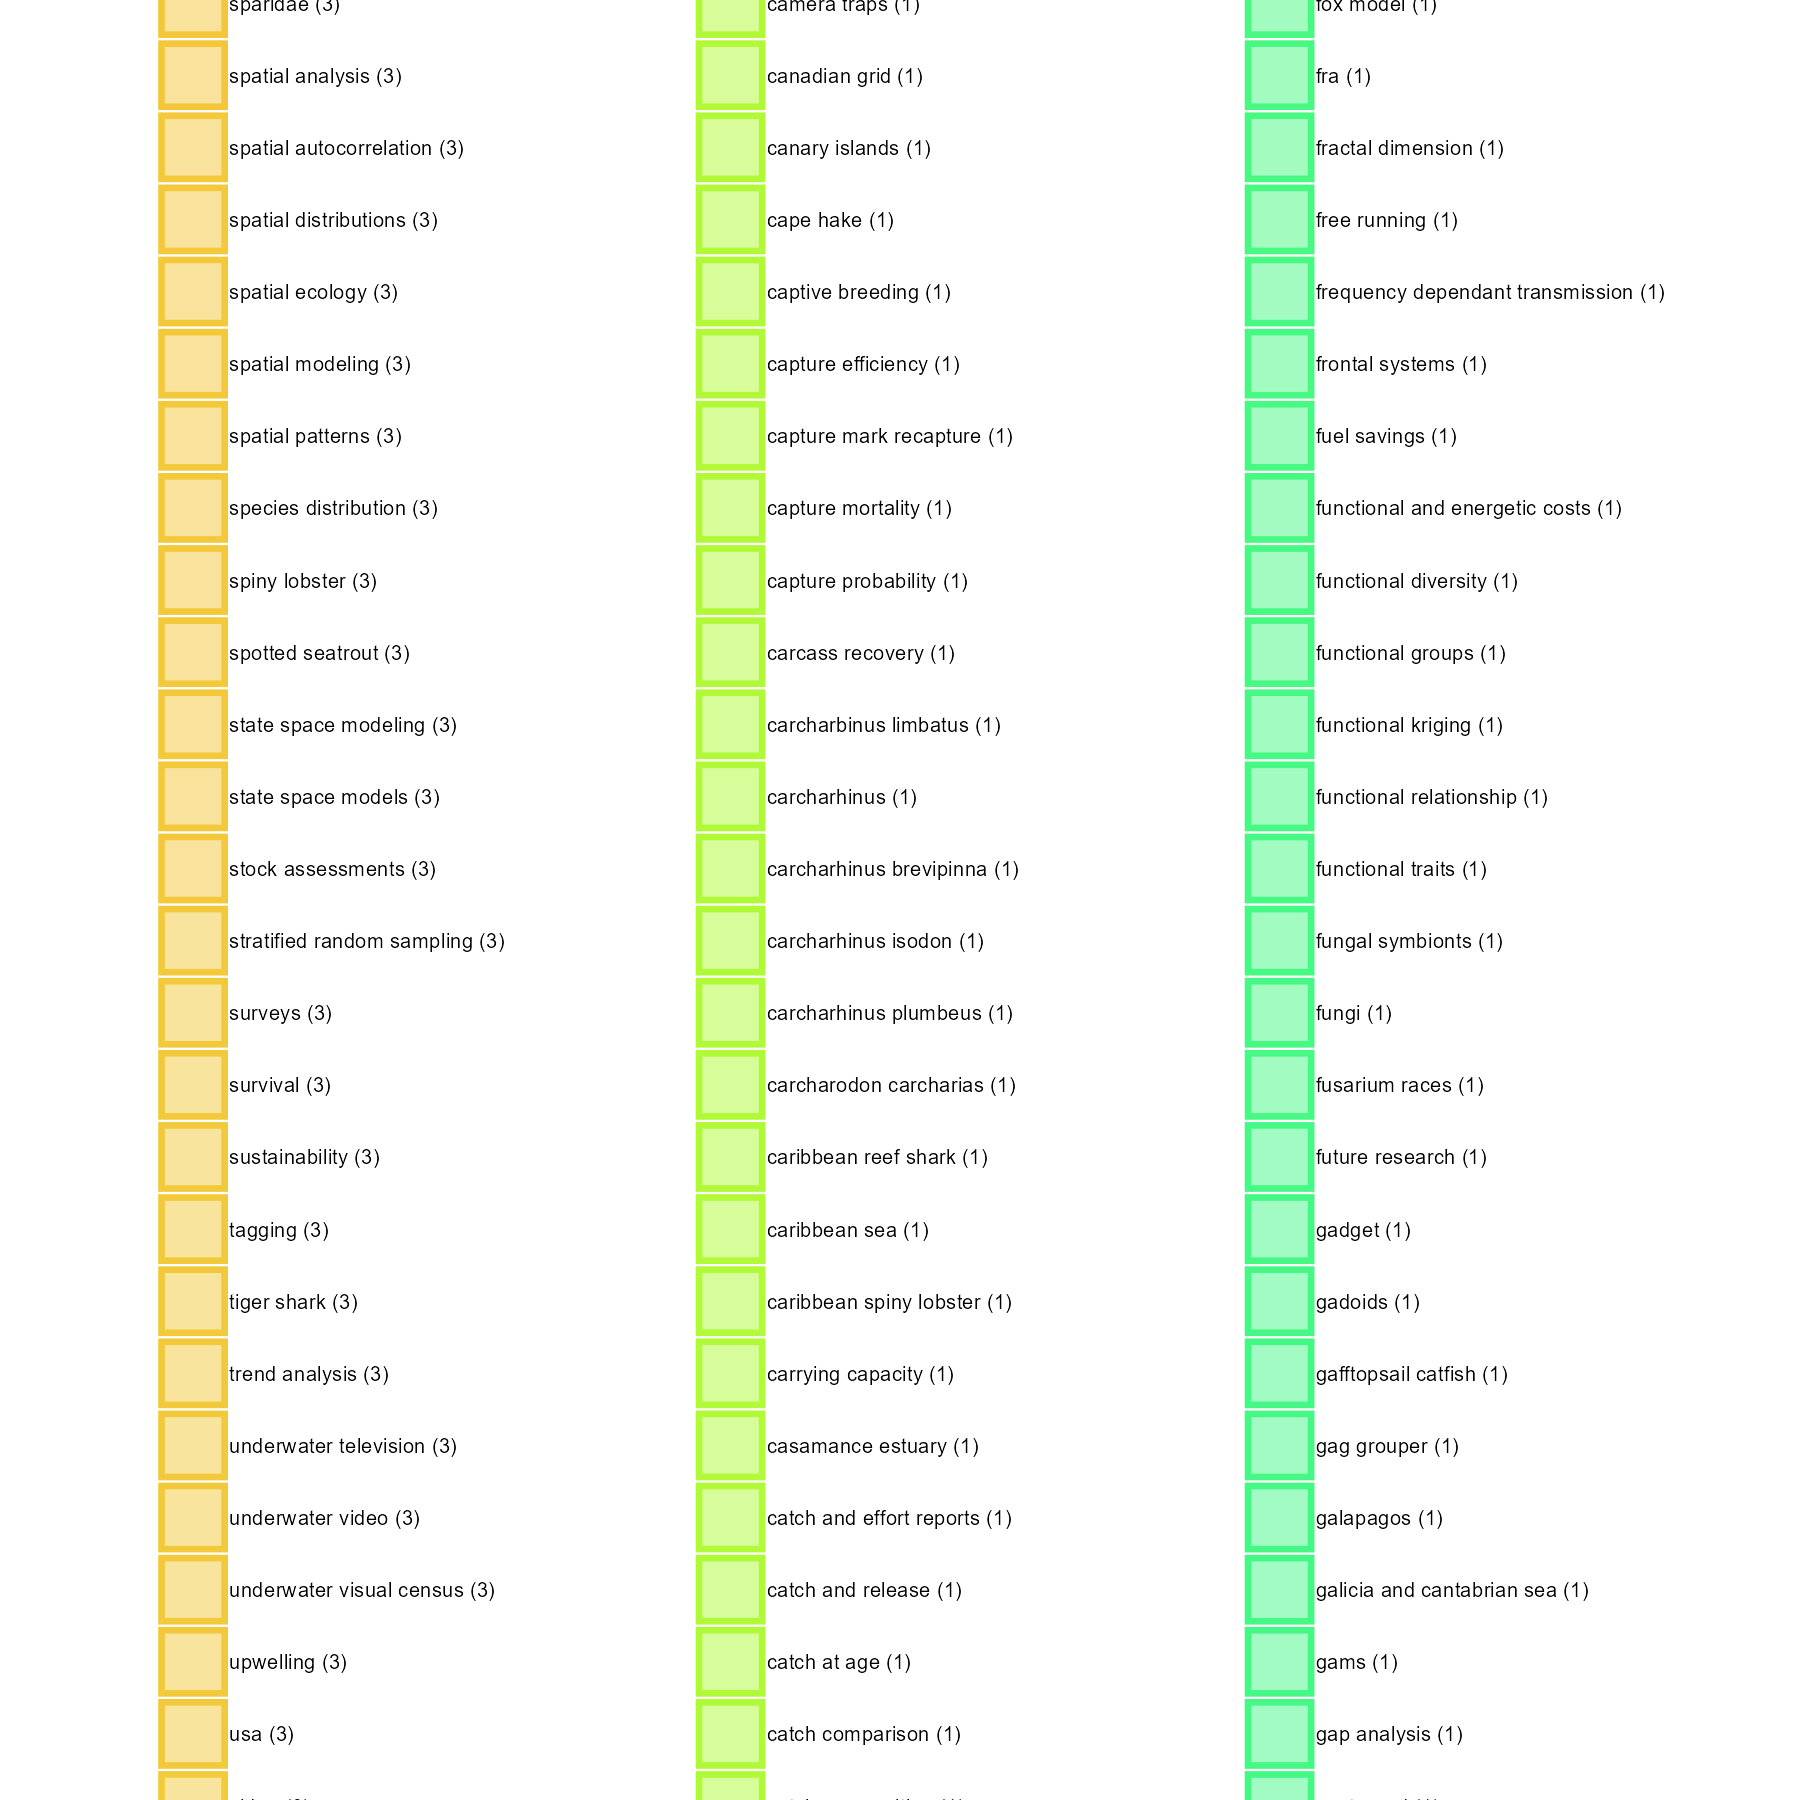 sparidae (3)
spatial analysis (3)
spatial autocorrelation (3)
spatial distributions (3)
spatial ecology (3)
spatial modeling (3)
spatial patterns (3)
species distribution (3)
spiny lobster (3)
spotted seatrout (3)
state space modeling (3)
state space models (3)
stock assessments (3)
stratified random sampling (3)
surveys (3)
survival (3)
sustainability (3)
tagging (3)
tiger shark (3)
trend analysis (3)
underwater television (3)
underwater video (3)
underwater visual census (3)
upwelling (3)
usa (3)
camera traps (1)
canadian grid (1)
canary islands (1)
cape hake (1)
captive breeding (1)
capture efficiency (1)
capture mark recapture (1)
capture mortality (1)
capture probability (1)
carcass recovery (1)
carcharbinus limbatus (1)
carcharhinus (1)
carcharhinus brevipinna (1)
carcharhinus isodon (1)
carcharhinus plumbeus (1)
carcharodon carcharias (1)
caribbean reef shark (1)
caribbean sea (1)
caribbean spiny lobster (1)
carrying capacity (1)
casamance estuary (1)
catch and effort reports (1)
catch and release (1)
catch at age (1)
catch comparison (1)
fox model (1)
fra (1)
fractal dimension (1)
free running (1)
frequency dependant transmission (1)
frontal systems (1)
fuel savings (1)
functional and energetic costs (1)
functional diversity (1)
functional groups (1)
functional kriging (1)
functional relationship (1)
functional traits (1)
fungal symbionts (1)
fungi (1)
fusarium races (1)
future research (1)
gadget (1)
gadoids (1)
gafftopsail catfish (1)
gag grouper (1)
galapagos (1)
galicia and cantabrian sea (1)
gams (1)
gap analysis (1)